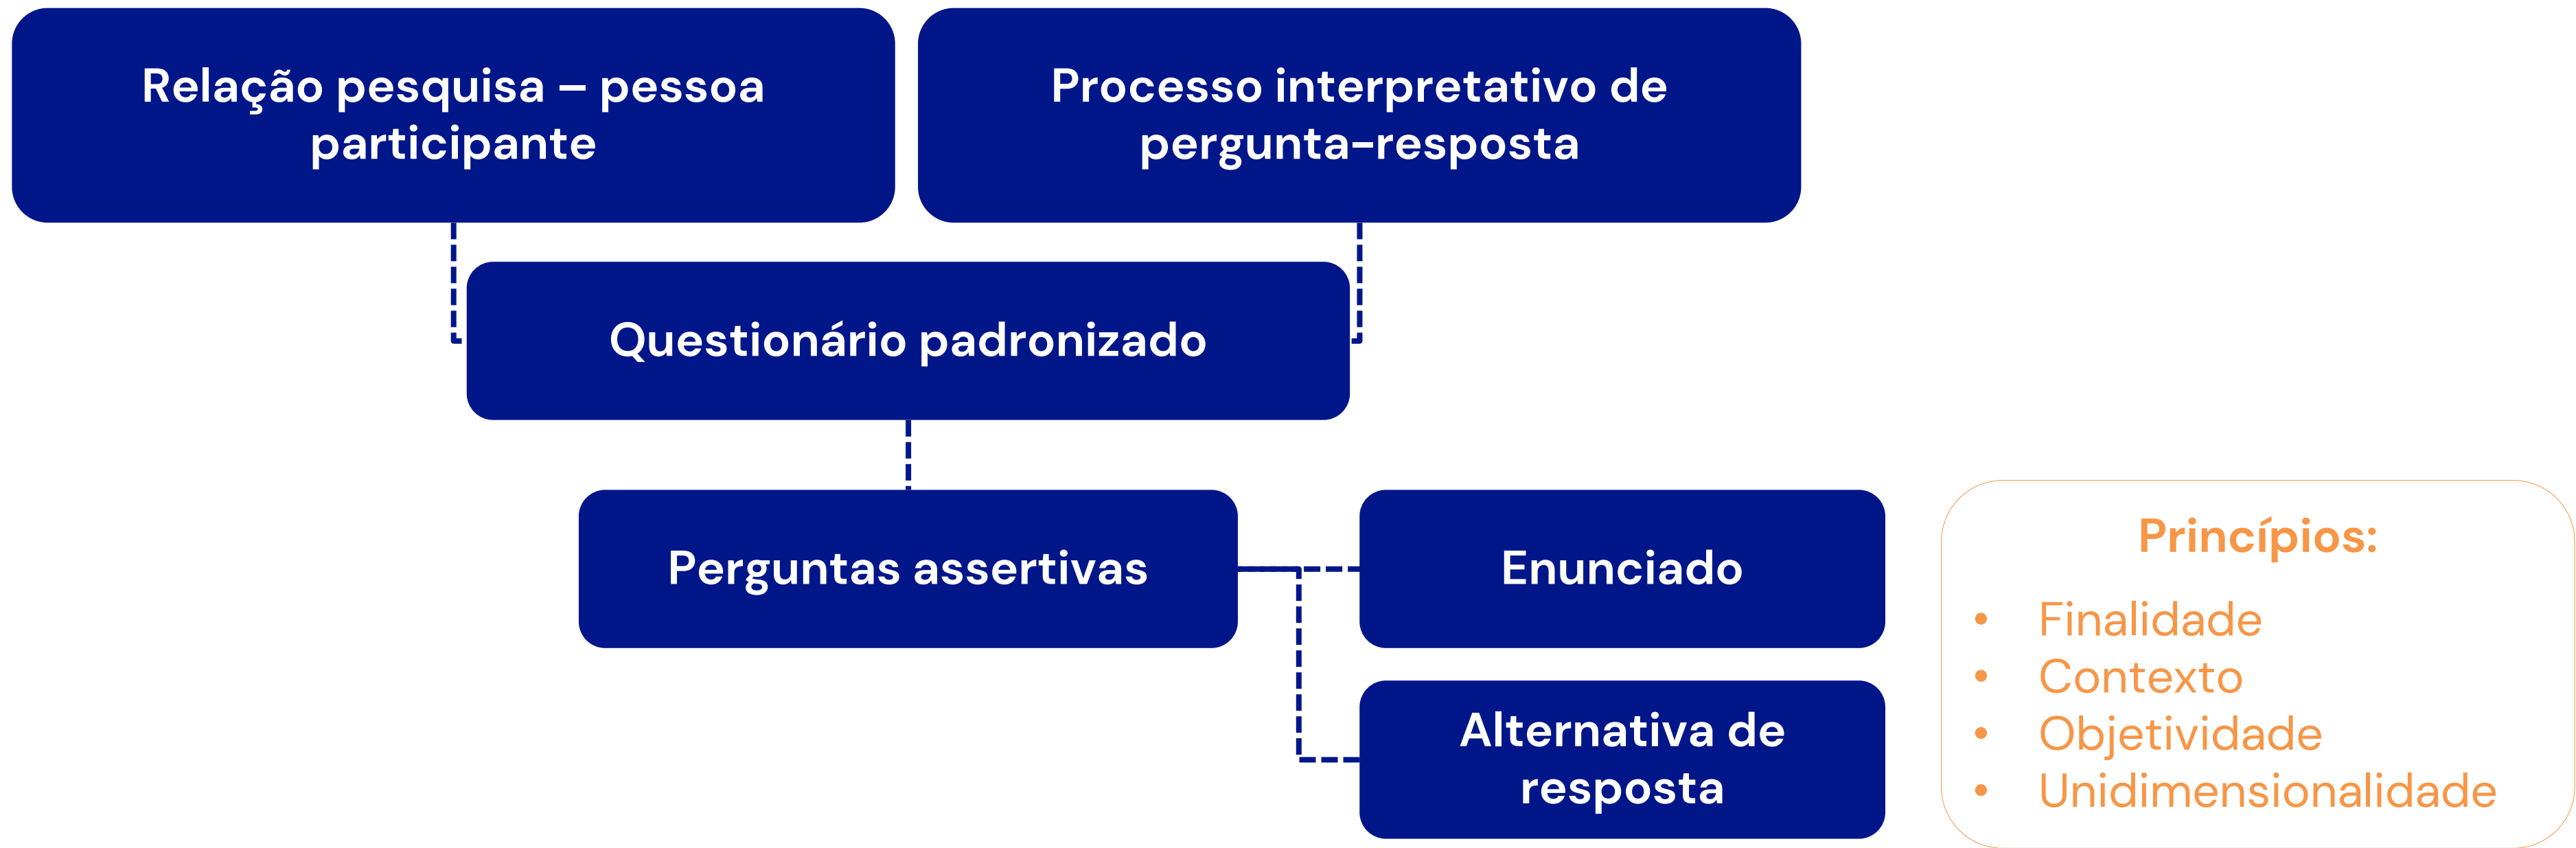 Relação pesquisa – pessoa
participante
Processo interpretativo de
pergunta-resposta
Questionário padronizado
Perguntas assertivas
Enunciado
Alternativa de
resposta
Princípios:
• Finalidade
• Contexto
• Objetividade
• Unidimensionalidade